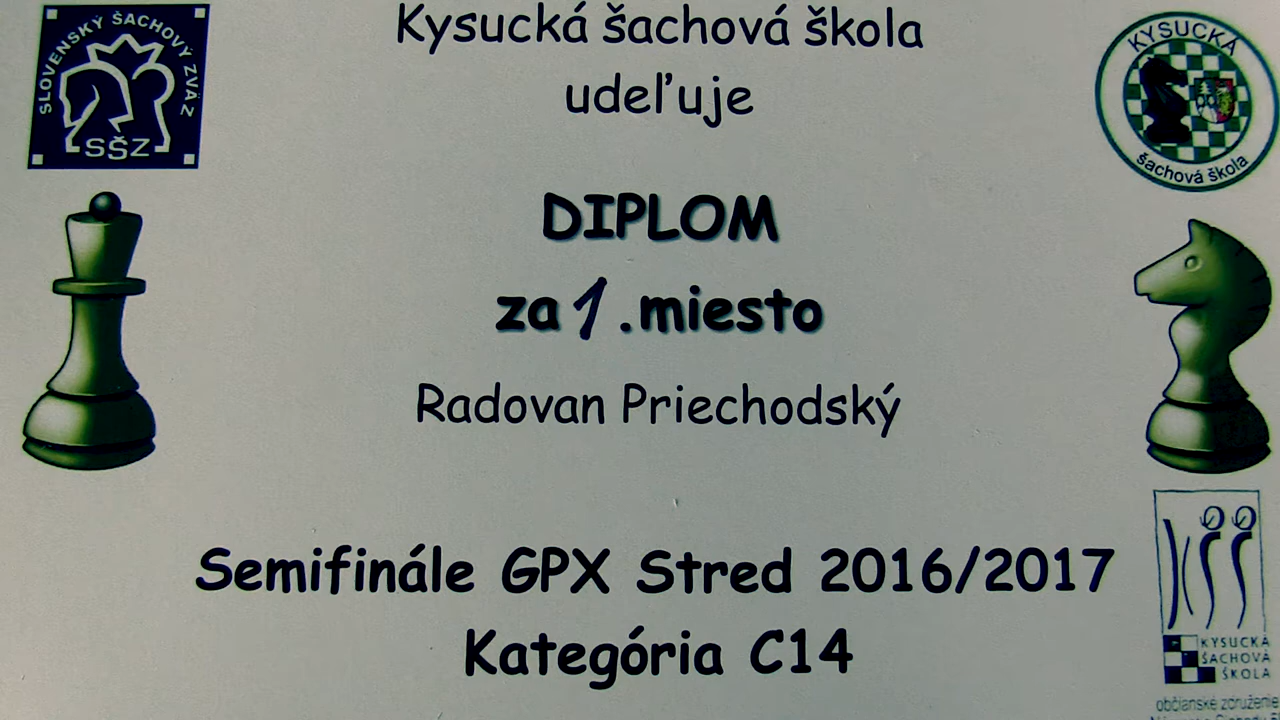 SLOVENSKÝ ŠACHOVÝ ZVÄZ
SŠZ
Kysucká šachová škola
udeľuje
KYSUCKÁ
šachová škola
DIPLOM
za 1.miesto
Radovan Priechodský
Semifinále GPX Stred 2016/2017
Kategória C14
KYSUCKÁ
ŠACHOVÁ
ŠKOLA
občianske združenie